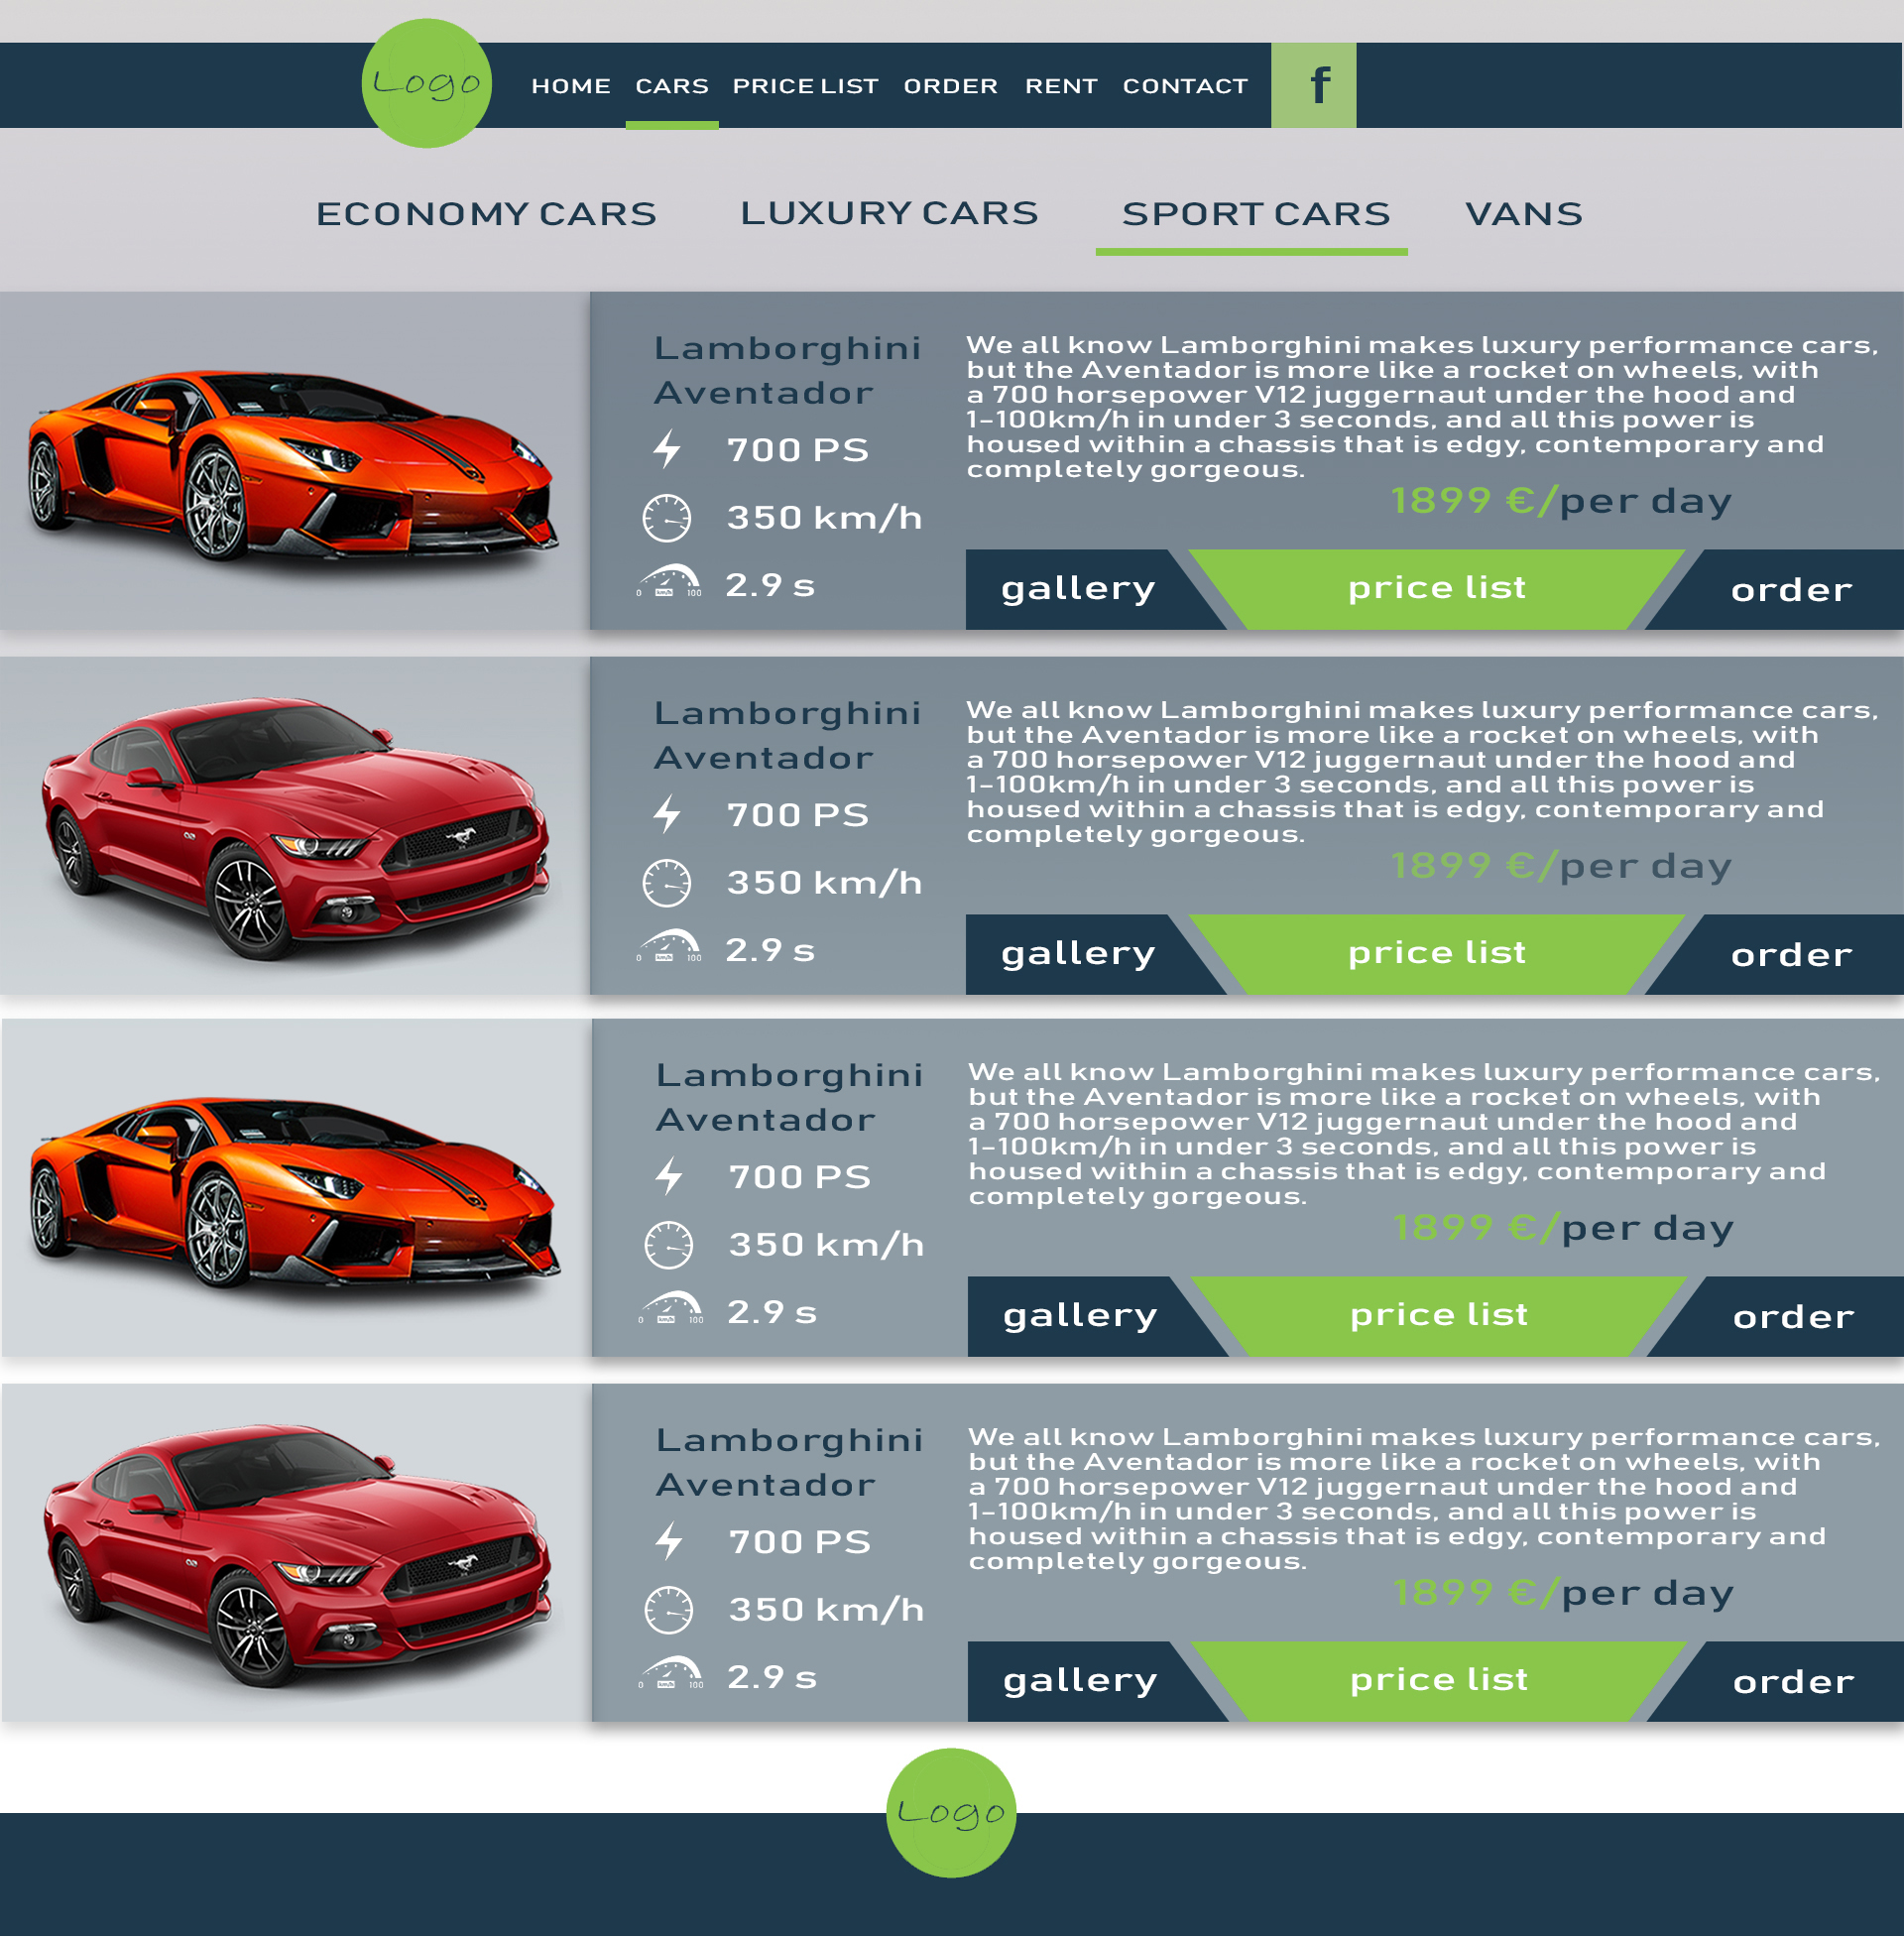 Logo
HOME CARS PRICE LIST ORDER RENT CONTACT f
ECONOMY CARS LUXURY CARS SPORT CARS VANS
Lamborghini
Aventador
700 PS
350 km/h
0 km/h 100 2.9 s
We all know Lamborghini makes luxury performance cars,
but the Aventador is more like a rocket on wheels, with
a 700 horsepower V12 juggernaut under the hood and
1-100km/h in under 3 seconds, and all this power is
housed within a chassis that is edgy, contemporary and
completely gorgeous.
1899 €/per day
gallery price list order
Lamborghini
Aventador
700 PS
350 km/h
0 km/h 100 2.9 s
We all know Lamborghini makes luxury performance cars,
but the Aventador is more like a rocket on wheels, with
a 700 horsepower V12 juggernaut under the hood and
1-100km/h in under 3 seconds, and all this power is
housed within a chassis that is edgy, contemporary and
completely gorgeous.
1899 €/per day
gallery price list order
Lamborghini
Aventador
700 PS
350 km/h
0 km/h 100 2.9 s
We all know Lamborghini makes luxury performance cars,
but the Aventador is more like a rocket on wheels, with
a 700 horsepower V12 juggernaut under the hood and
1-100km/h in under 3 seconds, and all this power is
housed within a chassis that is edgy, contemporary and
completely gorgeous.
1899 €/per day
gallery price list order
Lamborghini
Aventador
700 PS
350 km/h
0 km/h 100 2.9 s
We all know Lamborghini makes luxury performance cars,
but the Aventador is more like a rocket on wheels, with
a 700 horsepower V12 juggernaut under the hood and
1-100km/h in under 3 seconds, and all this power is
housed within a chassis that is edgy, contemporary and
completely gorgeous.
1899 €/per day
gallery price list order
Logo